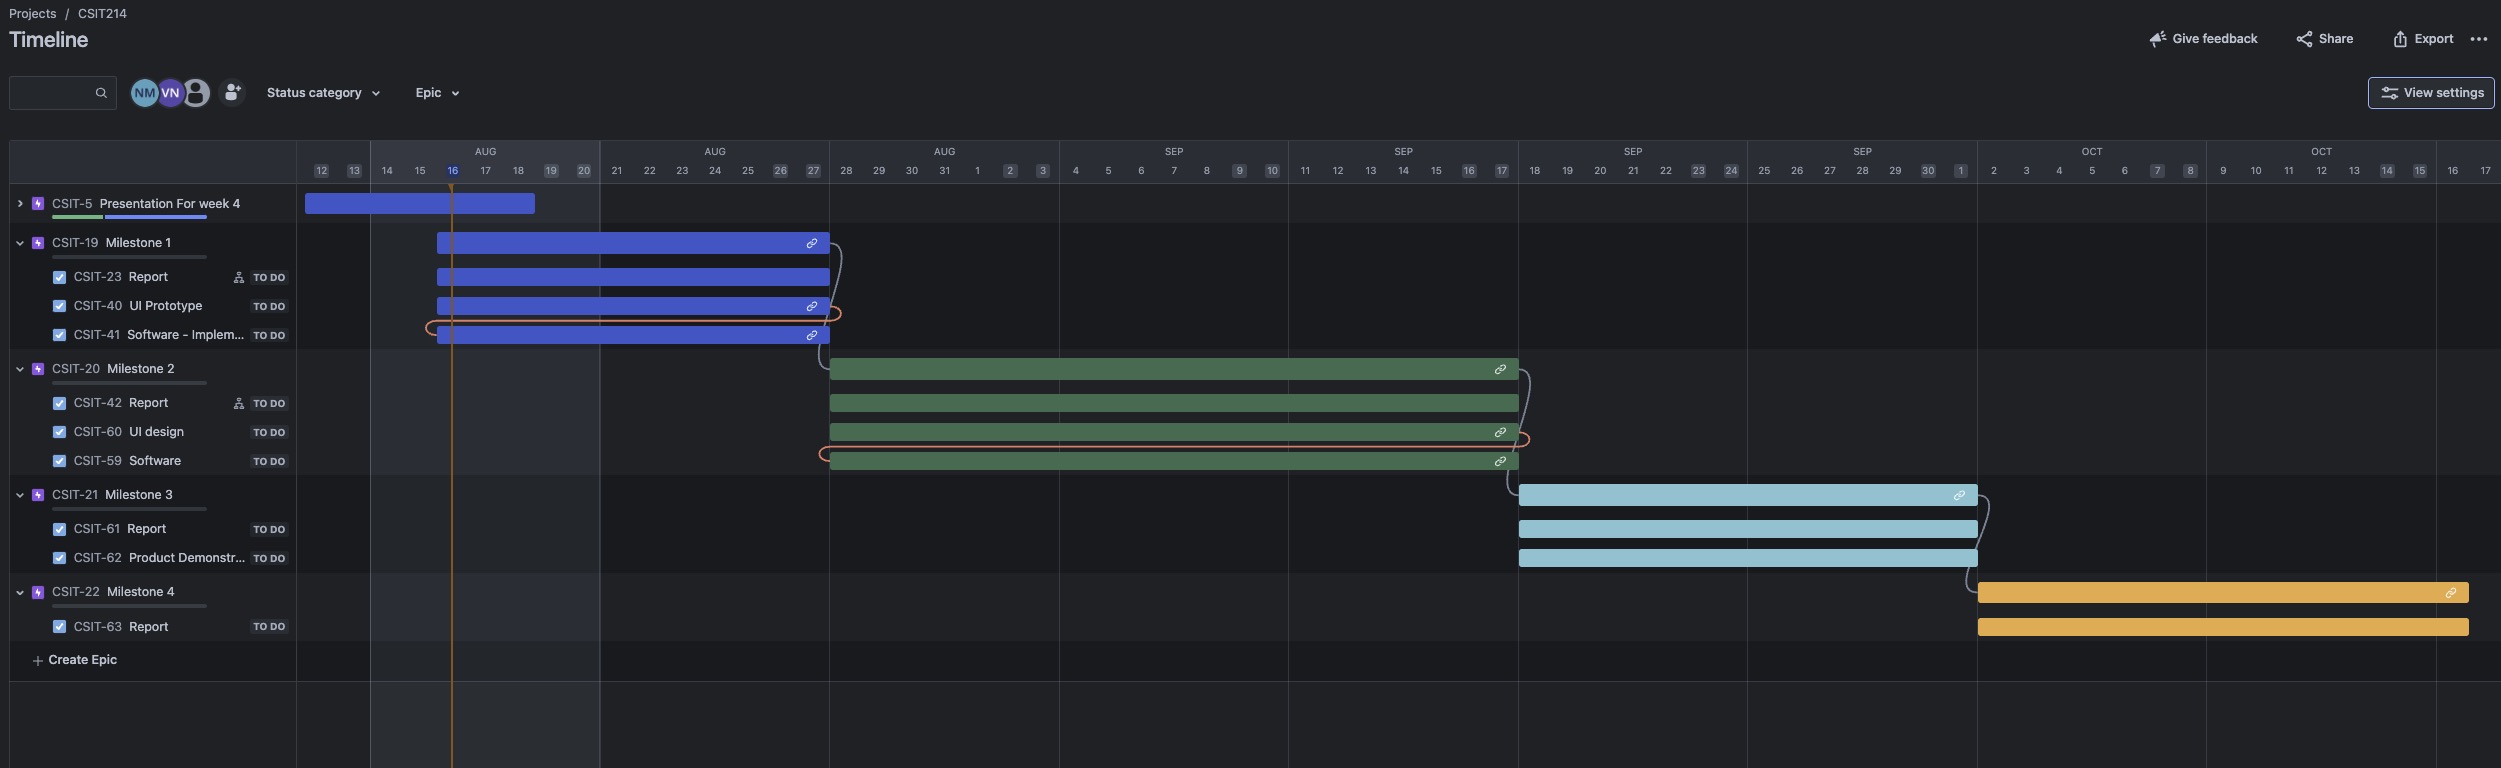 Projects / CSIT214
Timeline
Give feedback Share Export
NM VN Status category Epic View settings
AUG AUG AUG SEP SEP SEP SEP OCT OCT
12 13 14 15 16 17 18 19 20 21 22 23 24 25 26 27 28 29 30 31 1 2 3 4 5 6 7 8 9 10 11 12 13 14 15 16 17 18 19 20 21 22 23 24 25 26 27 28 29 30 1 2 3 4 5 6 7 8 9 10 11 12 13 14 15 16 17
CSIT-5 Presentation For week 4
CSIT-19 Milestone 1
CSIT-23 Report TO DO
CSIT-40 UI Prototype TO DO
CSIT-41 Software - Implem... TO DO
CSIT-20 Milestone 2
CSIT-42 Report TO DO
CSIT-60 UI design TO DO
CSIT-59 Software TO DO
CSIT-21 Milestone 3
CSIT-61 Report TO DO
CSIT-62 Product Demonstr... TO DO
CSIT-22 Milestone 4
CSIT-63 Report TO DO
+ Create Epic